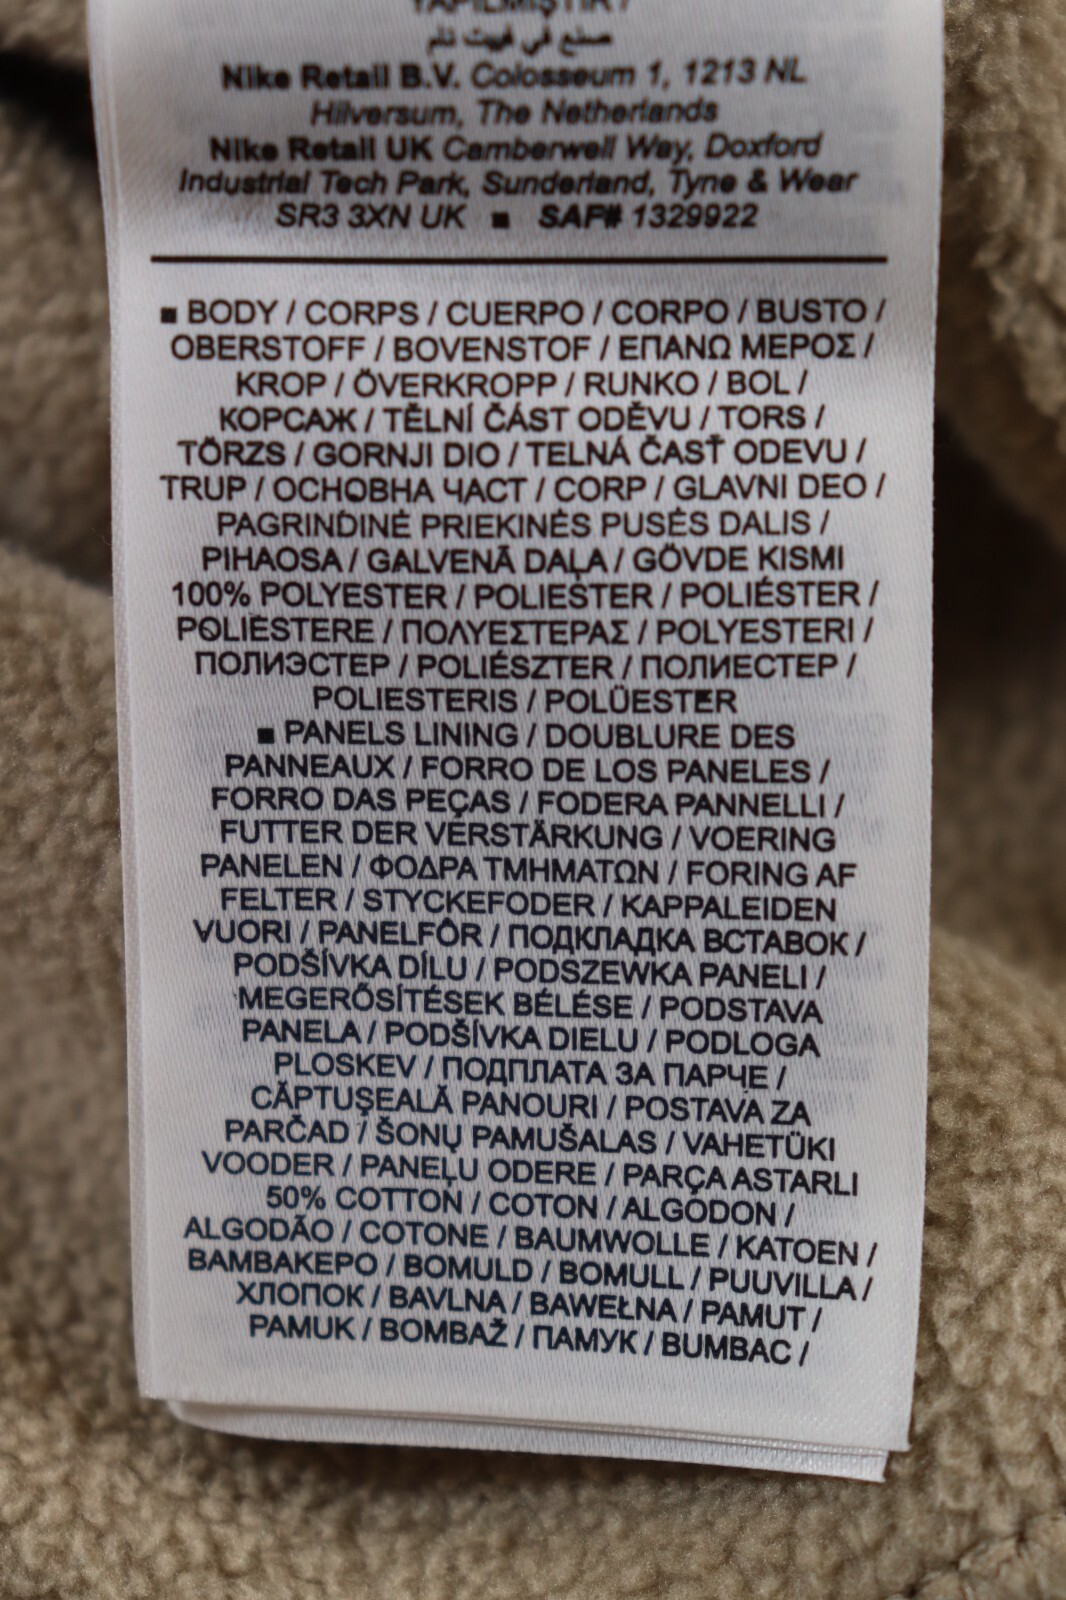 YAPILMIŞTIR /
صنع في فييت نام
Nike Retail B.V. Colosseum 1, 1213 NL
Hilversum, The Netherlands
Nike Retail UK Camberwell Way, Doxford
Industrial Tech Park, Sunderland, Tyne & Wear
SR3 3XN UK ■ SAP# 1329922
■ BODY / CORPS / CUERPO / CORPO / BUSTO /
OBERSTOFF / BOVENSTOF / ΕΠΑΝΩ ΜΕΡΟΣ /
KROP / ÖVERKROPP / RUNKO / BOL /
КОРСАЖ / TĚLNÍ ČÁST ODĚVU / TORS /
TÖRZS / GORNJI DIO / TELNÁ ČASŤ ODEVU /
TRUP / ОСНОВНА ЧАСТ / CORP / GLAVNI DEO /
PAGRINDINĖ PRIEKINĖS PUSĖS DALIS /
PIHAOSA / GALVENĀ DAĻA / GÖVDE KISMI
100% POLYESTER / POLIESTER / POLIÉSTER /
POLIESTERE / ΠΟΛΥΕΣΤΕΡΑΣ / POLYESTERI /
ПОЛИЭСТЕР / POLIÉSZTER / ПОЛИЕСТЕР /
POLIESTERIS / POLÜESTER
■ PANELS LINING / DOUBLURE DES
PANNEAUX / FORRO DE LOS PANELES /
FORRO DAS PEÇAS / FODERA PANNELLI /
FUTTER DER VERSTÄRKUNG / VOERING
PANELEN / ΦΟΔΡΑ ΤΜΗΜΑΤΩΝ / FORING AF
FELTER / STYCKEFODER / KAPPALEIDEN
VUORI / PANELFÔR / ПОДКЛАДКА ВСТАВОК /
PODŠÍVKA DÍLU / PODSZEWKA PANELI /
MEGERŐSÍTÉSEK BÉLÉSE / PODSTAVA
PANELA / PODŠÍVKA DIELU / PODLOGA
PLOSKEV / ПОДПЛАТА ЗА ПАРЧЕ /
CĂPTUŞEALĂ PANOURI / POSTAVA ZA
PARČAD / ŠONŲ PAMUŠALAS / VAHETÜKI
VOODER / PANEĻU ODERE / PARÇA ASTARLI
50% COTTON / COTON / ALGODON /
ALGODÃO / COTONE / BAUMWOLLE / KATOEN /
ΒΑΜΒΑΚΕΡΟ / BOMULD / BOMULL / PUUVILLA /
ХЛОПОК / BAVLNA / BAWEŁNA / PAMUT /
PAMUK / BOMBAŽ / ПАМУК / BUMBAC /